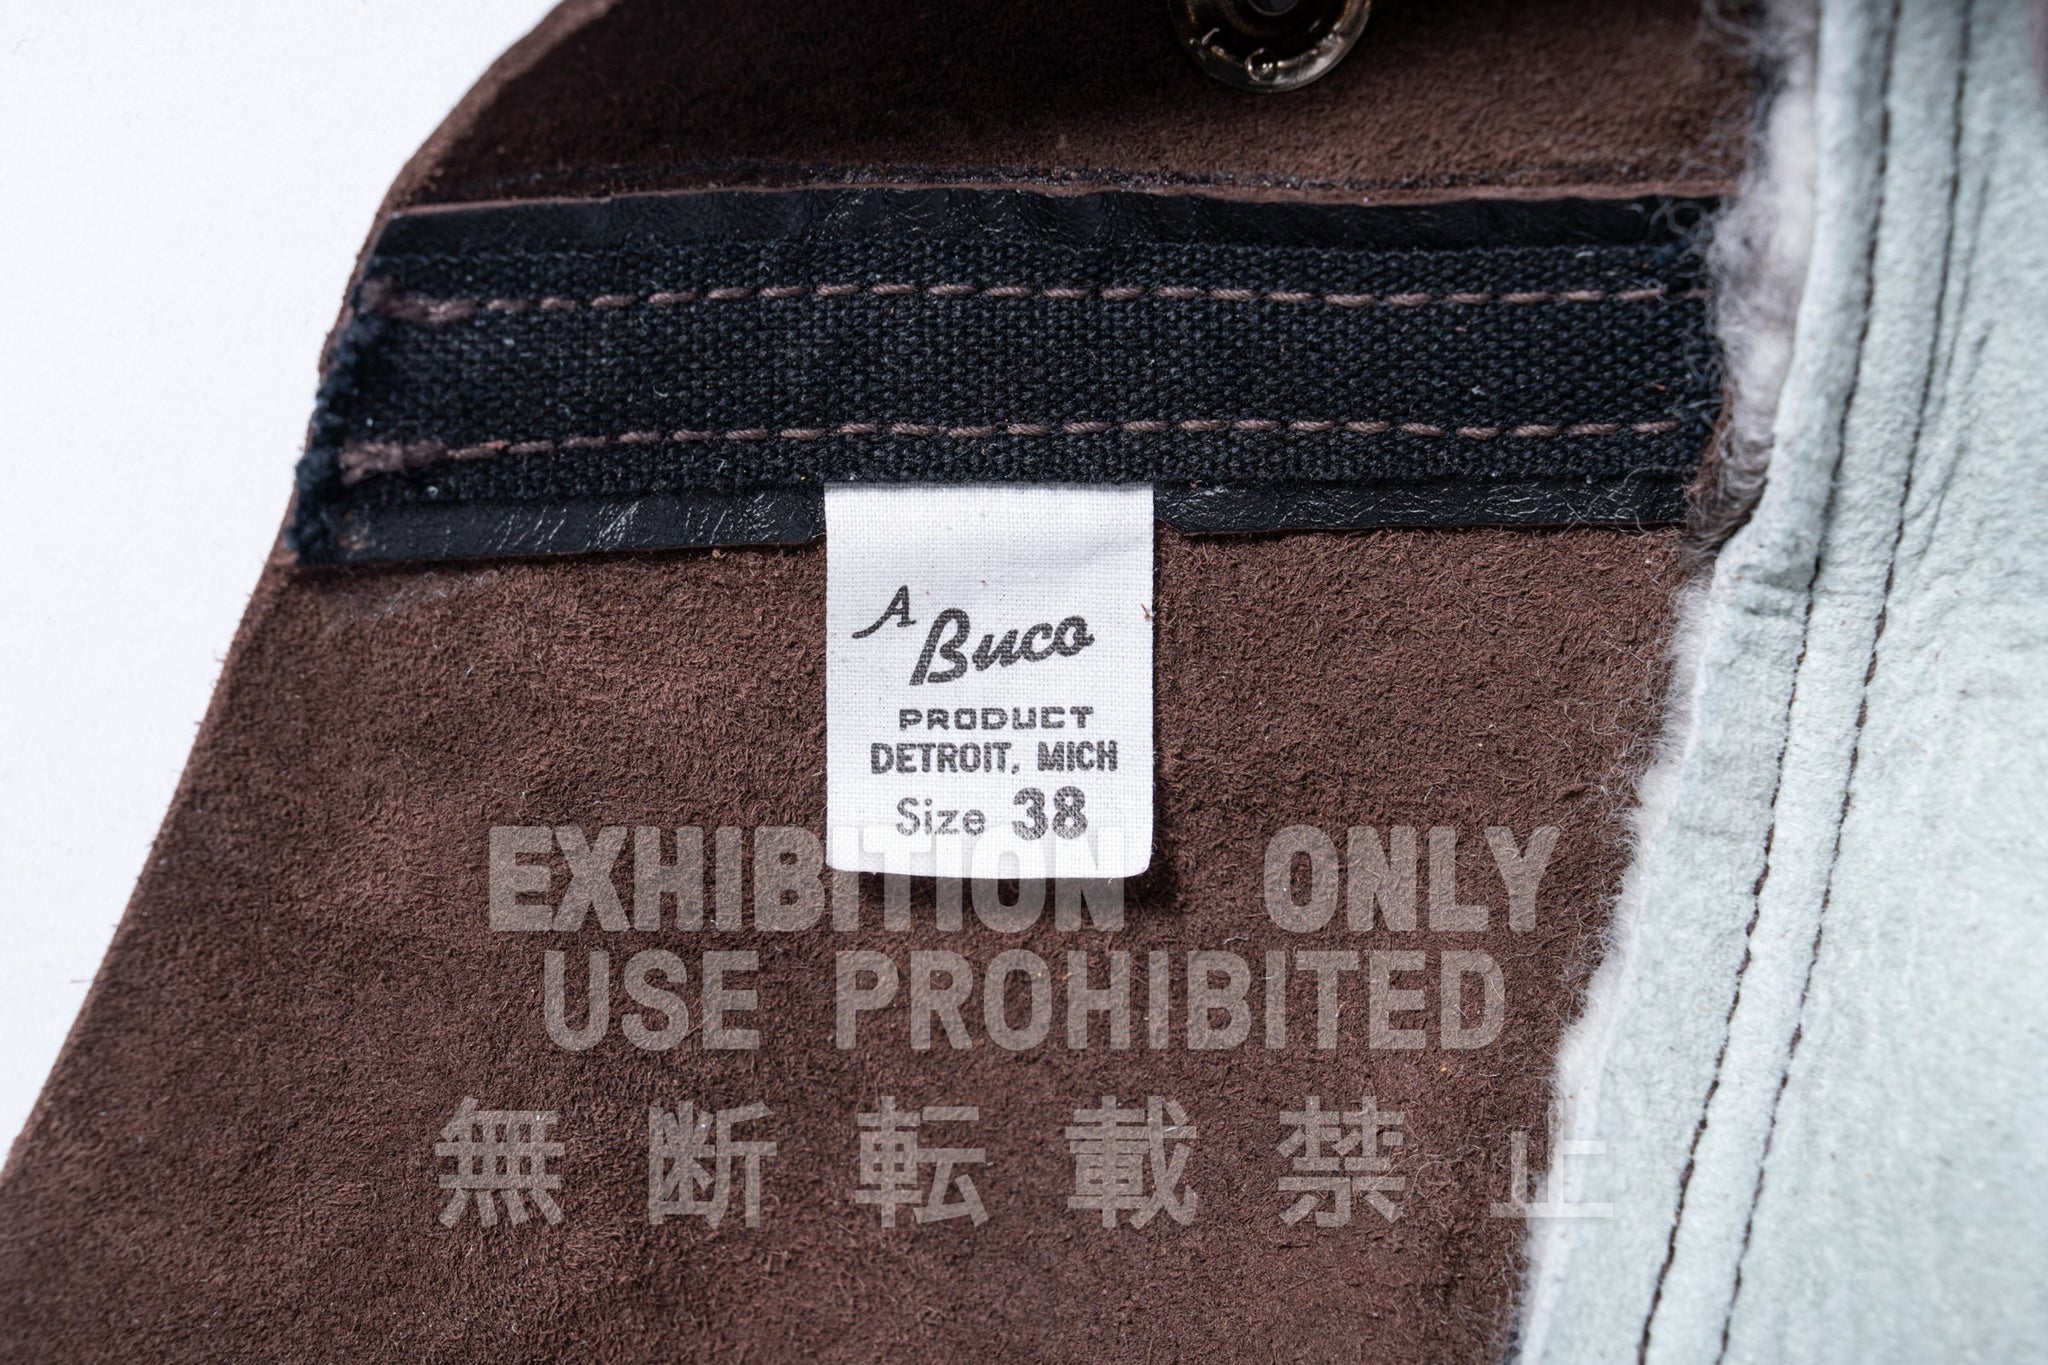 A Buco
PRODUCT
DETROIT, MICH
Size 38
EXHIBITION ONLY
USE PROHIBITED
無断転載禁止